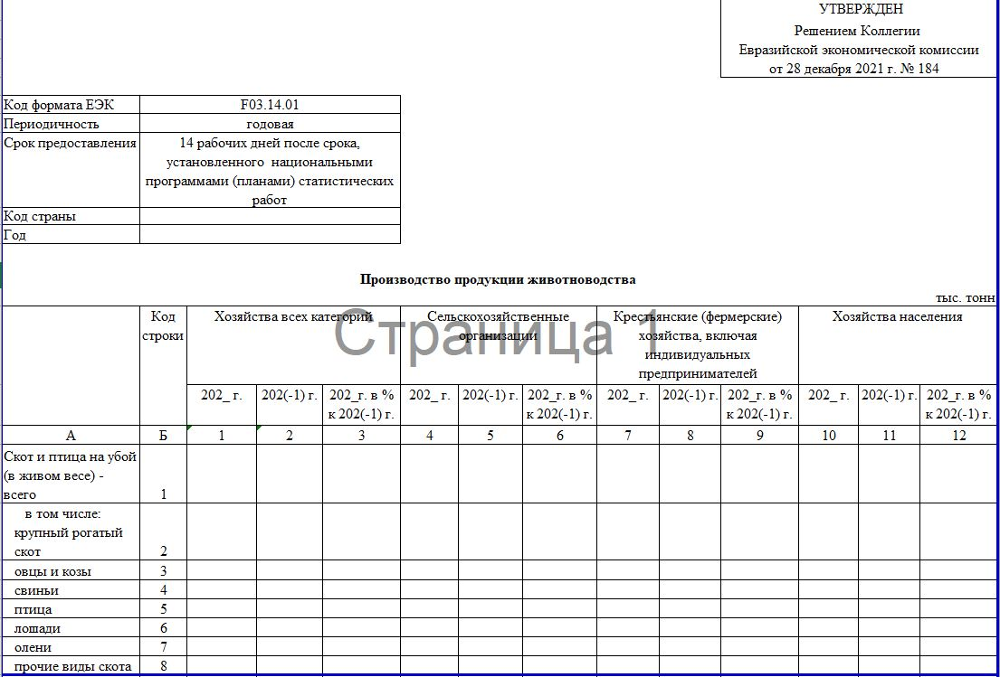 УТВЕРЖДЕН
Решением Коллегии
Евразийской экономической комиссии
от 28 декабря 2021 г. № 184
Код формата ЕЭК F03.14.01
Периодичность годовая
Срок предоставления 14 рабочих дней после срока,
установленного национальными
программами (планами) статистических
работ
Код страны
Год
Производство продукции животноводства
тыс. тонн
Страница 1
Код
строки
Хозяйства всех категорий
Сельскохозяйственные
организации
Крестьянские (фермерские)
хозяйства, включая
индивидуальных
предпринимателей
Хозяйства населения
202_ г. 202(-1) г. 202_г. в %
к 202(-1) г.
202_ г. 202(-1) г. 202_г. в %
к 202(-1) г.
202_ г. 202(-1) г. 202_г. в %
к 202(-1) г.
202_ г. 202(-1) г. 202_г. в %
к 202(-1) г.
А Б 1 2 3 4 5 6 7 8 9 10 11 12
Скот и птица на убой
(в живом весе) -
всего 1
в том числе:
крупный рогатый
скот 2
овцы и козы 3
свиньи 4
птица 5
лошади 6
олени 7
прочие виды скота 8